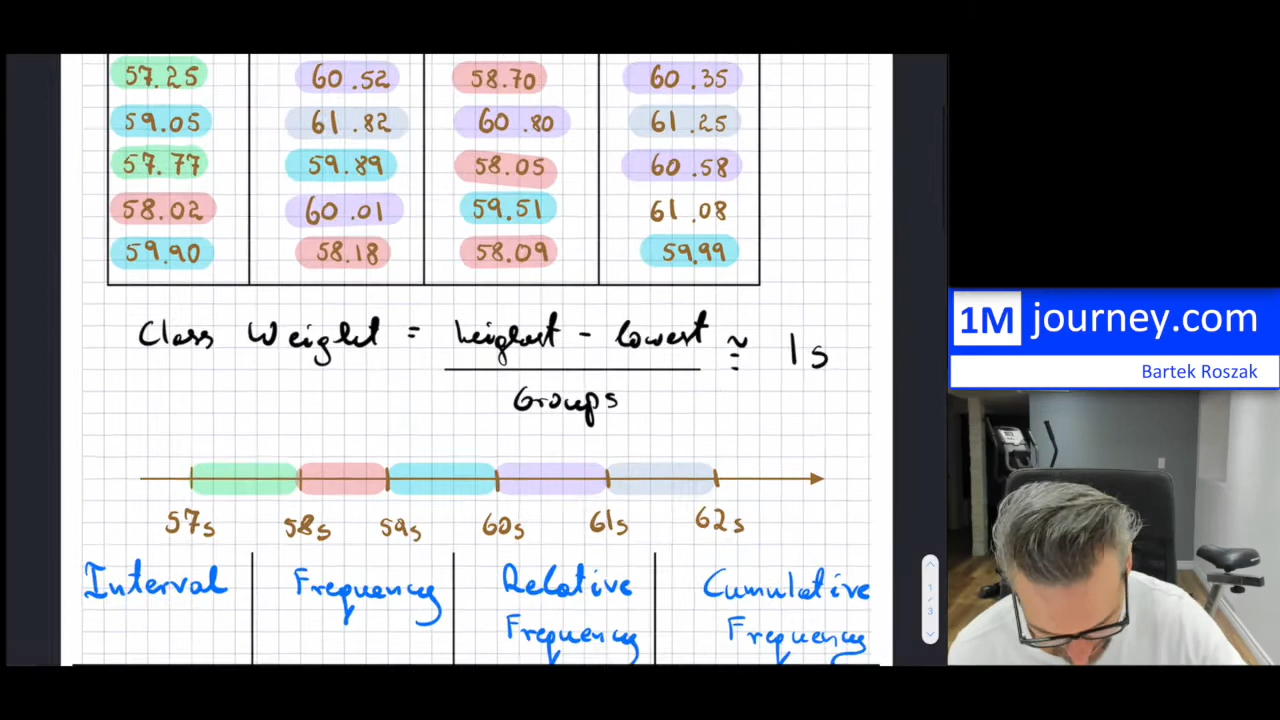 57.25 60.52 58.70 60.35
59.05 61.82 60.80 61.25
57.77 59.89 58.05 60.58
58.02 60.01 59.51 61.08
59.90 58.18 58.09 59.99
Class Weight = heighest - lowest ≅ 1s
Groups
57s 58s 59s 60s 61s 62s
Interval Frequency Relative Frequency Cumulative Frequency
1
/
3
1M journey.com
Bartek Roszak